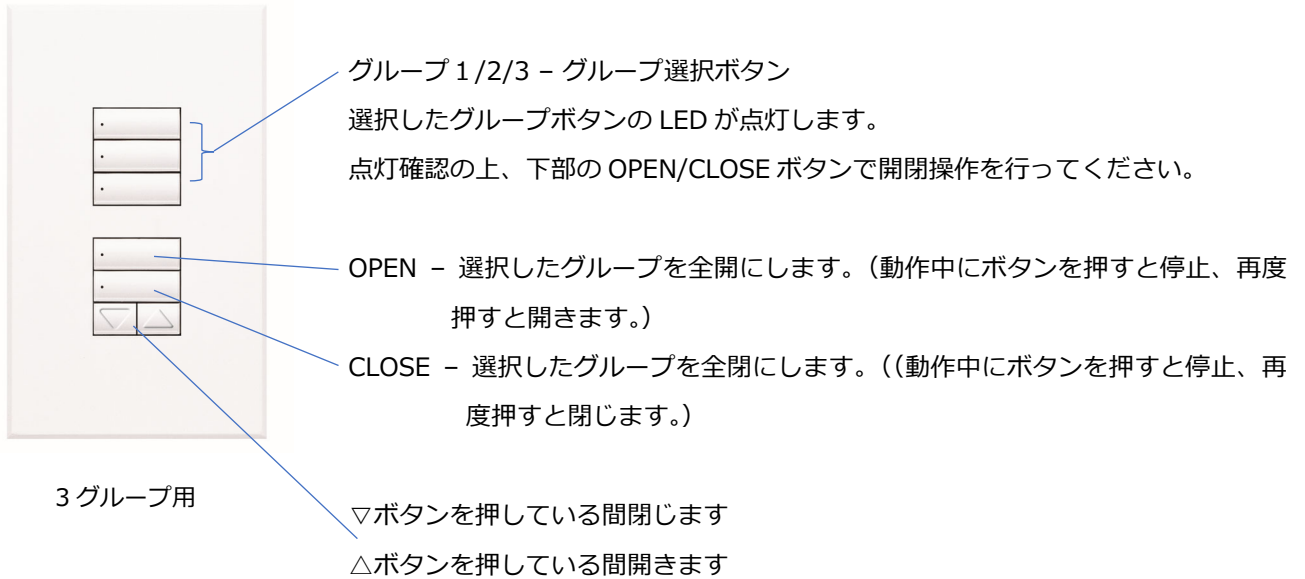 グループ１/2/3 – グループ選択ボタン
選択したグループボタンの LED が点灯します。
点灯確認の上、下部の OPEN/CLOSE ボタンで開閉操作を行ってください。
OPEN – 選択したグループを全開にします。（動作中にボタンを押すと停止、再度
押すと開きます。）
CLOSE – 選択したグループを全閉にします。（（動作中にボタンを押すと停止、再
度押すと閉じます。）
3 グループ用
▽ボタンを押している間閉じます
△ボタンを押している間開きます